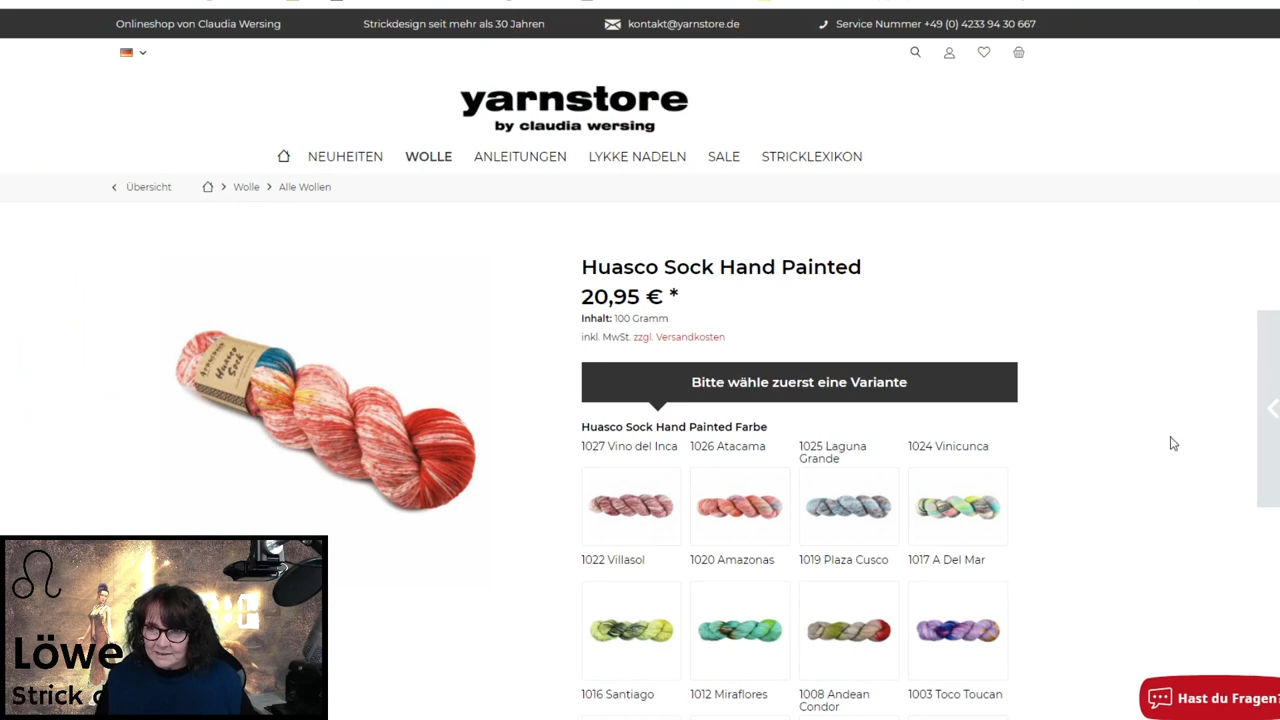 Onlineshop von Claudia Wersing
Strickdesign seit mehr als 30 Jahren
kontakt@yarnstore.de
Service Nummer +49 (0) 4233 94 30 667
yarnstore
by claudia wersing
NEUHEITEN WOLLE ANLEITUNGEN LYKKE NADELN SALE STRICKLEXIKON
Übersicht Wolle Alle Wollen
Huasco Sock Hand Painted
20,95 € *
Inhalt: 100 Gramm
inkl. MwSt. zzgl. Versandkosten
Bitte wähle zuerst eine Variante
Huasco Sock Hand Painted Farbe
1027 Vino del Inca
1026 Atacama
1025 Laguna
Grande
1024 Vinicunca
1022 Villasol
1020 Amazonas
1019 Plaza Cusco
1017 A Del Mar
1016 Santiago
1012 Miraflores
1008 Andean
Condor
1003 Toco Toucan
Huasco
Sock
Löwe
Strick
Hast du Fragen?